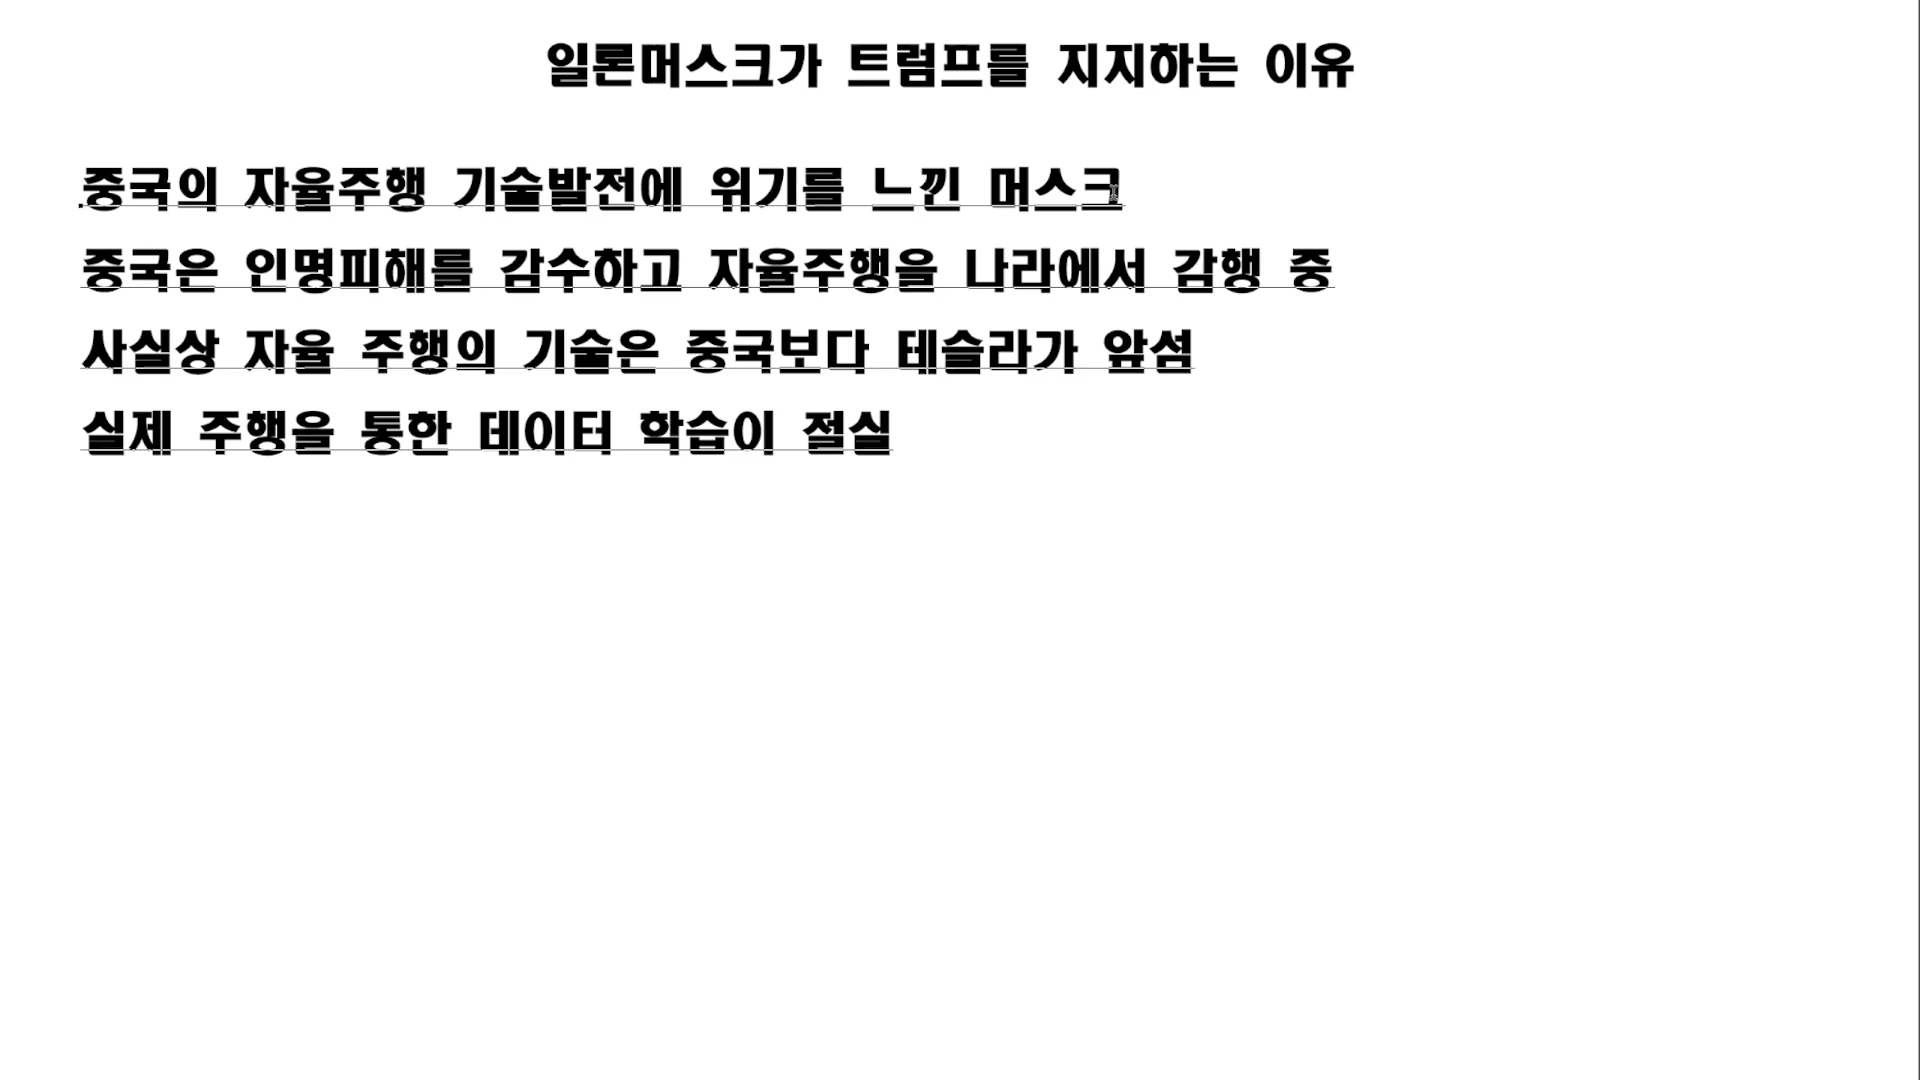 일론머스크가 트럼프를 지지하는 이유
중국의 자율주행 기술발전에 위기를 느낀 머스크
중국은 인명피해를 감수하고 자율주행을 나라에서 감행 중
사실상 자율 주행의 기술은 중국보다 테슬라가 앞섬
실제 주행을 통한 데이터 학습이 절실